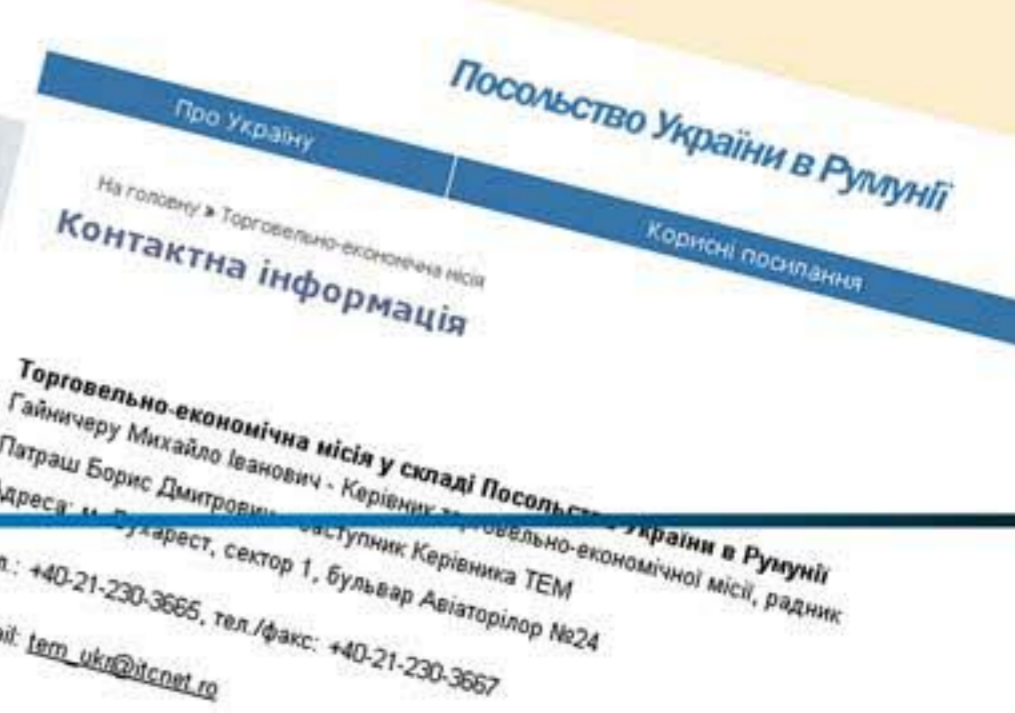 Посольство України в Румунії
Про Україну
Корисні посилання
На головну » Торговельно-економічна місія
Контактна інформація
Торговельно-економічна місія у складі Посольства України в Румунії
Гайничеру Михайло Іванович - Керівник торговельно-економічної місії, радник
Патраш Борис Дмитрович - заступник Керівника ТЕМ
Адреса: м. Бухарест, сектор 1, бульвар Авіаторілор №24
л.: +40-21-230-3665, тел./факс: +40-21-230-3667
ail: tem_ukr@itcnet.ro